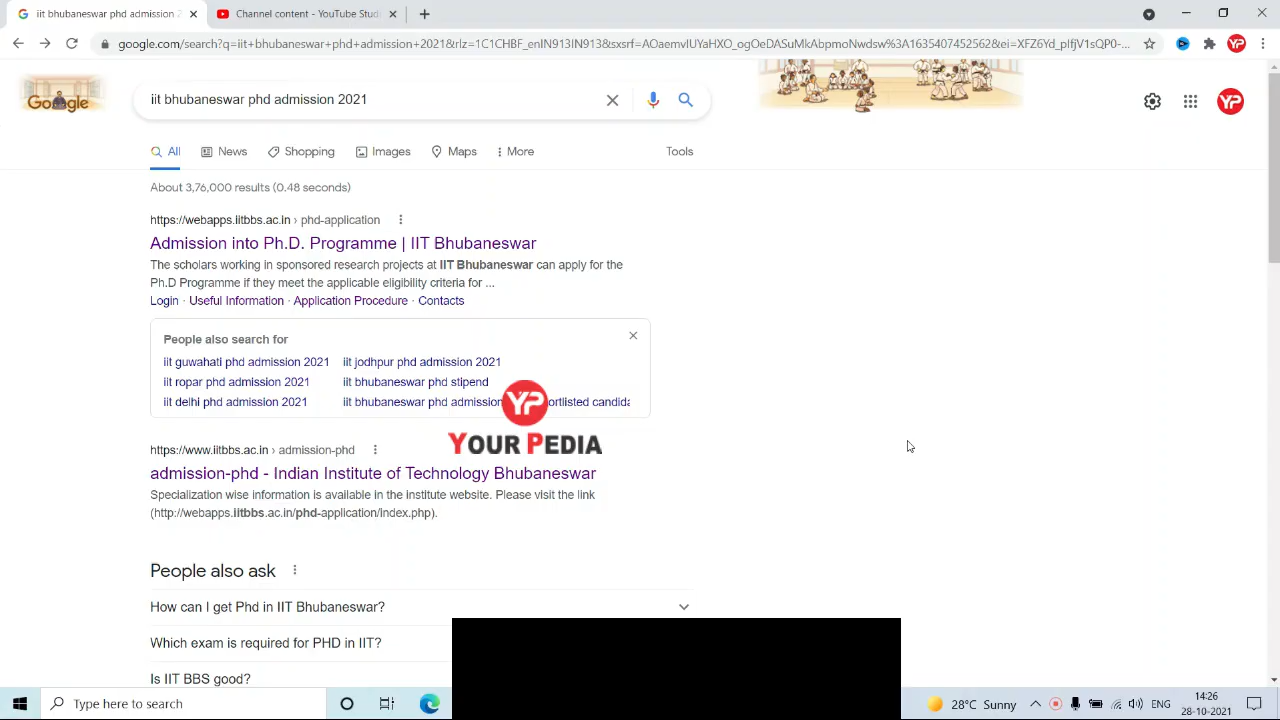 iit bhubaneswar phd admission 2
Channel content - YouTube Studi
google.com/search?q=iit+bhubaneswar+phd+admission+2021&rlz=1C1CHBF_enIN913IN913&sxsrf=AOaemvIUYaHXO_ogOeDASuMkAbpmoNwdsw%3A1635407452562&ei=XFZ6Yd_pIfjV1sQP0-...
YP
Google
iit bhubaneswar phd admission 2021
YP
All
News
Shopping
Images
Maps
More
Tools
About 3,76,000 results (0.48 seconds)
https://webapps.iitbbs.ac.in › phd-application
Admission into Ph.D. Programme | IIT Bhubaneswar
The scholars working in sponsored research projects at IIT Bhubaneswar can apply for the
Ph.D Programme if they meet the applicable eligibility criteria for ...
Login · Useful Information · Application Procedure · Contacts
People also search for
iit guwahati phd admission 2021
iit jodhpur phd admission 2021
iit ropar phd admission 2021
iit bhubaneswar phd stipend
iit delhi phd admission 2021
iit bhubaneswar phd admission
YP
YOUR PEDIA
https://www.iitbbs.ac.in › admission-phd
admission-phd - Indian Institute of Technology Bhubaneswar
Specialization wise information is available in the institute website. Please visit the link
(http://webapps.iitbbs.ac.in/phd-application/Index.php).
People also ask
How can I get Phd in IIT Bhubaneswar?
Which exam is required for PHD in IIT?
Is IIT BBS good?
Type here to search
28°C Sunny
ENG
14:26
28-10-2021